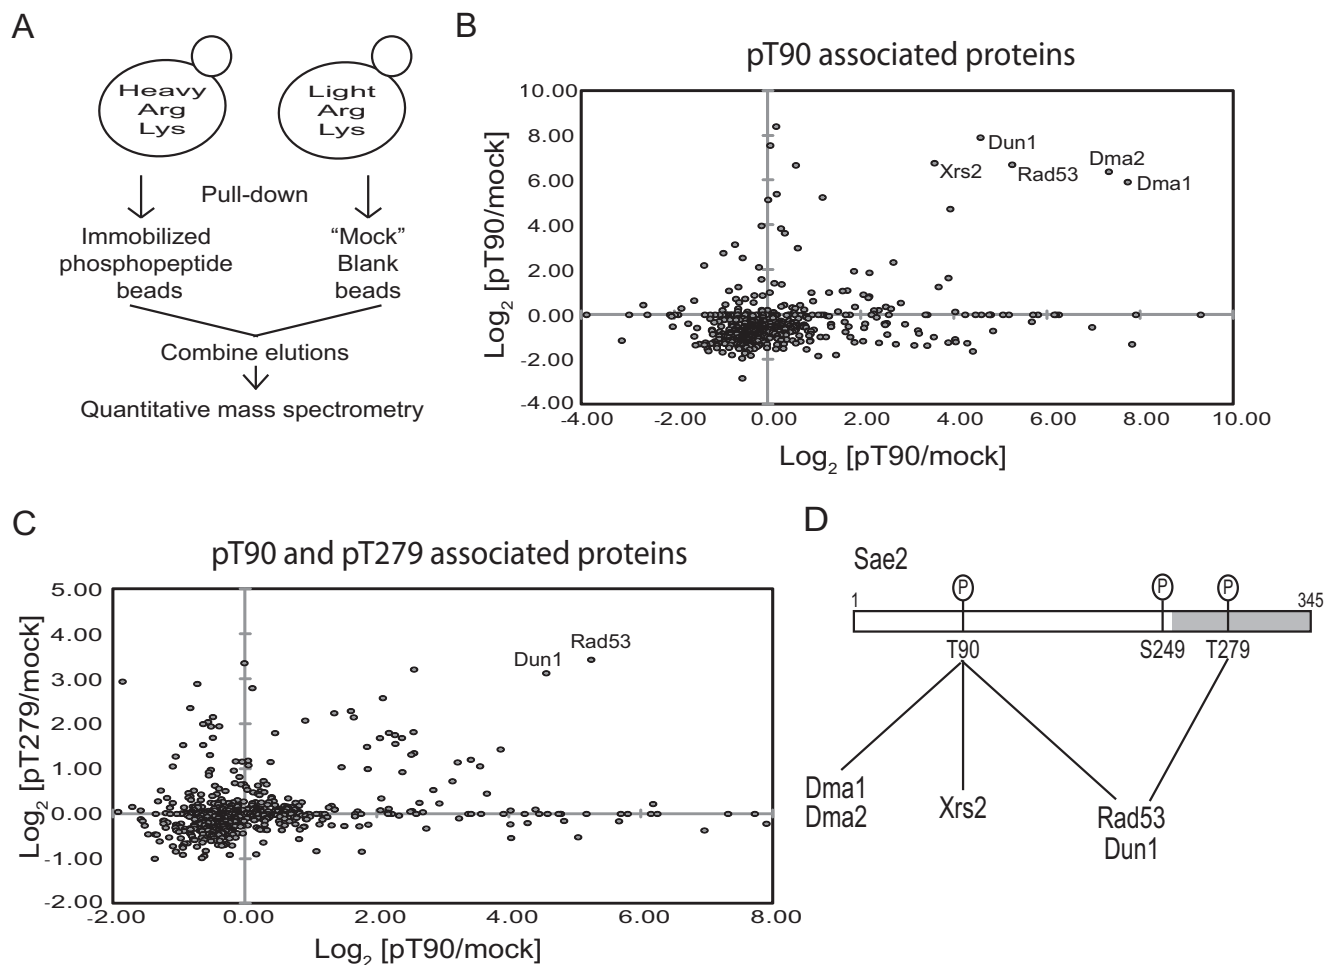 A
Heavy
Arg
Lys
Light
Arg
Lys
Pull-down
Immobilized
phosphopeptide
beads
“Mock”
Blank
beads
Combine elutions
Quantitative mass spectrometry
B
pT90 associated proteins
Log2 [pT90/mock]
10.00
8.00
6.00
4.00
2.00
0.00
-2.00
-4.00
Dun1
Xrs2
Rad53
Dma2
Dma1
-4.00 -2.00 0.00 2.00 4.00 6.00 8.00 10.00
Log2 [pT90/mock]
C
pT90 and pT279 associated proteins
Log2 [pT279/mock]
5.00
4.00
3.00
2.00
1.00
0.00
-1.00
-2.00
Rad53
Dun1
-2.00 0.00 2.00 4.00 6.00 8.00
Log2 [pT90/mock]
D
Sae2
1 345
P P P
T90 S249 T279
Dma1
Dma2
Xrs2
Rad53
Dun1